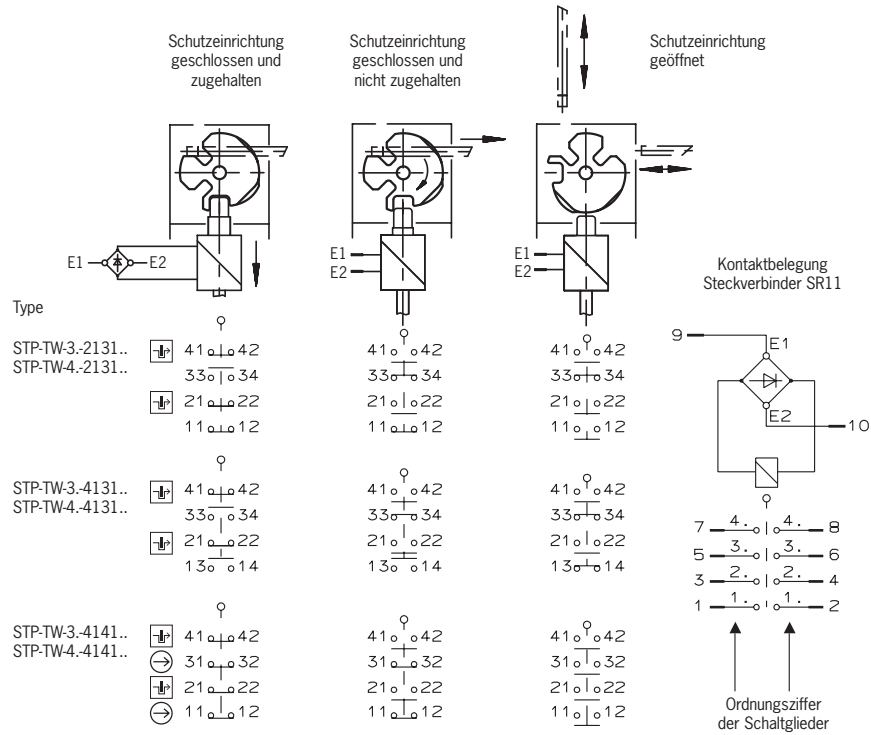 Schutzeinrichtung
geschlossen und
zugehalten
Schutzeinrichtung
geschlossen und
nicht zugehalten
Schutzeinrichtung
geöffnet
E1
E2
E1
E2
E1
E2
Kontaktbelegung
Steckverbinder SR11
Type
STP-TW-3.-2131..
STP-TW-4.-2131..
41 42
33 34
21 22
11 12
41 42
33 34
21 22
11 12
41 42
33 34
21 22
11 12
STP-TW-3.-4131..
STP-TW-4.-4131..
41 42
33 34
21 22
13 14
41 42
33 34
21 22
13 14
41 42
33 34
21 22
13 14
STP-TW-3.-4141..
STP-TW-4.-4141..
41 42
31 32
21 22
11 12
41 42
31 32
21 22
11 12
41 42
31 32
21 22
11 12
9
E1
E2
10
7 4. 4. 8
5 3. 3. 6
3 2. 2. 4
1 1. 1. 2
Ordnungsziffer
der Schaltglieder